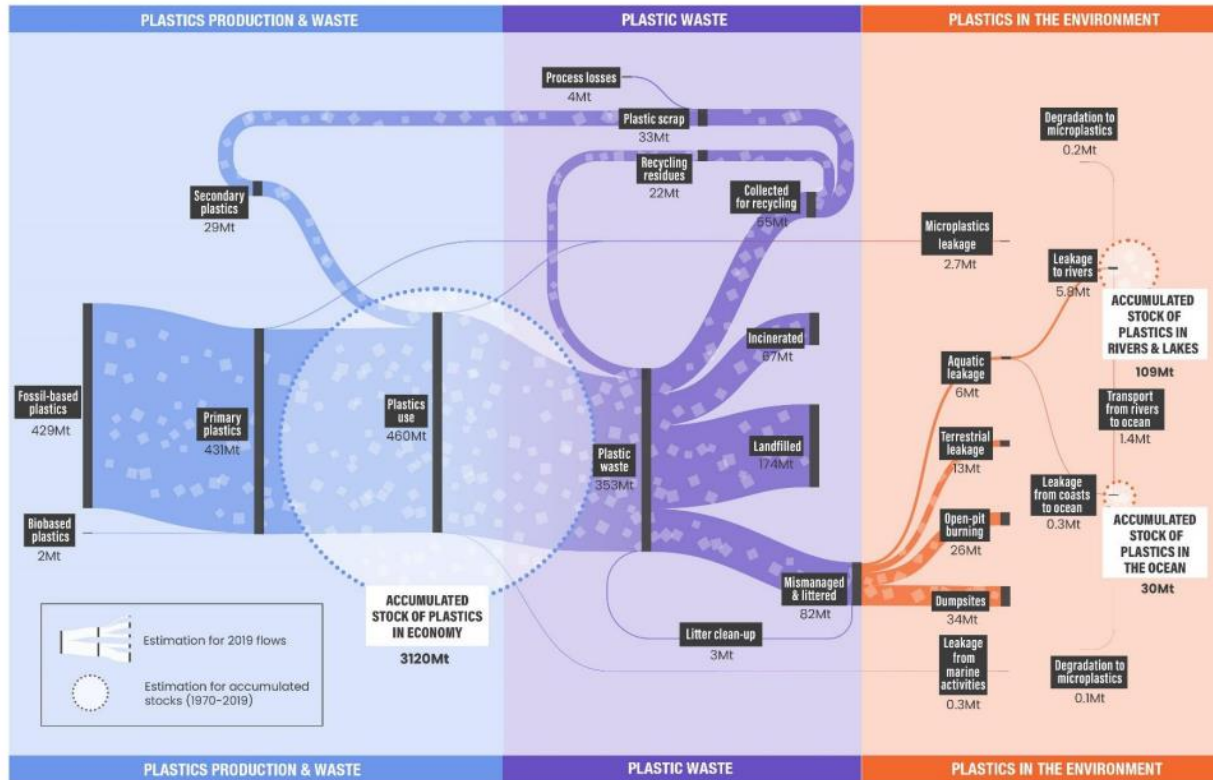 PLASTICS PRODUCTION & WASTE
PLASTIC WASTE
PLASTICS IN THE ENVIRONMENT
Process losses
4Mt
Plastic scrap
33Mt
Recycling
residues
22Mt
Collected
for recycling
55Mt
Secondary
plastics
29Mt
Degradation to
microplastics
0.2Mt
Microplastics
leakage
2.7Mt
Leakage
to rivers
5.8Mt
ACCUMULATED
STOCK OF
PLASTICS IN
RIVERS & LAKES
109Mt
Fossil-based
plastics
429Mt
Primary
plastics
431Mt
Plastics
use
460Mt
Plastic
waste
353Mt
Incinerated
67Mt
Landfilled
174Mt
Aquatic
leakage
6Mt
Terrestrial
leakage
13Mt
Transport
from rivers
to ocean
1.4Mt
Leakage
from coasts
to ocean
0.3Mt
Open-pit
burning
26Mt
ACCUMULATED
STOCK OF
PLASTICS IN
THE OCEAN
30Mt
Biobased
plastics
2Mt
Mismanaged
& littered
82Mt
Dumpsites
34Mt
ACCUMULATED
STOCK OF PLASTICS
IN ECONOMY
3120Mt
Litter clean-up
3Mt
Leakage
from
marine
activities
0.3Mt
Degradation to
microplastics
0.1Mt
Estimation for 2019 flows
Estimation for accumulated
stocks (1970-2019)
PLASTICS PRODUCTION & WASTE
PLASTIC WASTE
PLASTICS IN THE ENVIRONMENT